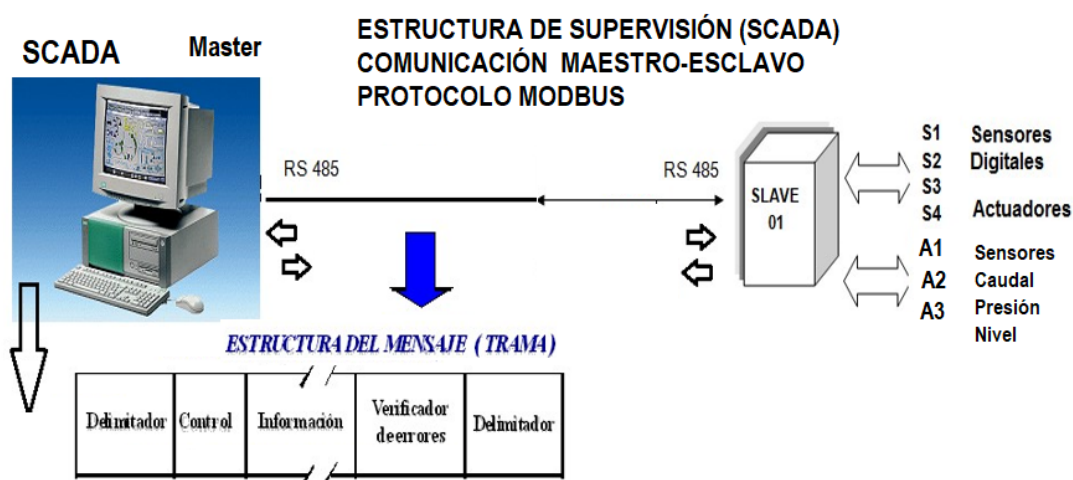 SCADA
Master
ESTRUCTURA DE SUPERVISIÓN (SCADA)
COMUNICACIÓN MAESTRO-ESCLAVO
PROTOCOLO MODBUS
RS 485
RS 485
SLAVE
01
S1
S2
S3
S4
Sensores
Digitales
Actuadores
A1
A2
A3
Sensores
Caudal
Presión
Nivel
ESTRUCTURA DEL MENSAJE ( TRAMA)
Delimitador
Control
Información
Verificador
de errores
Delimitador